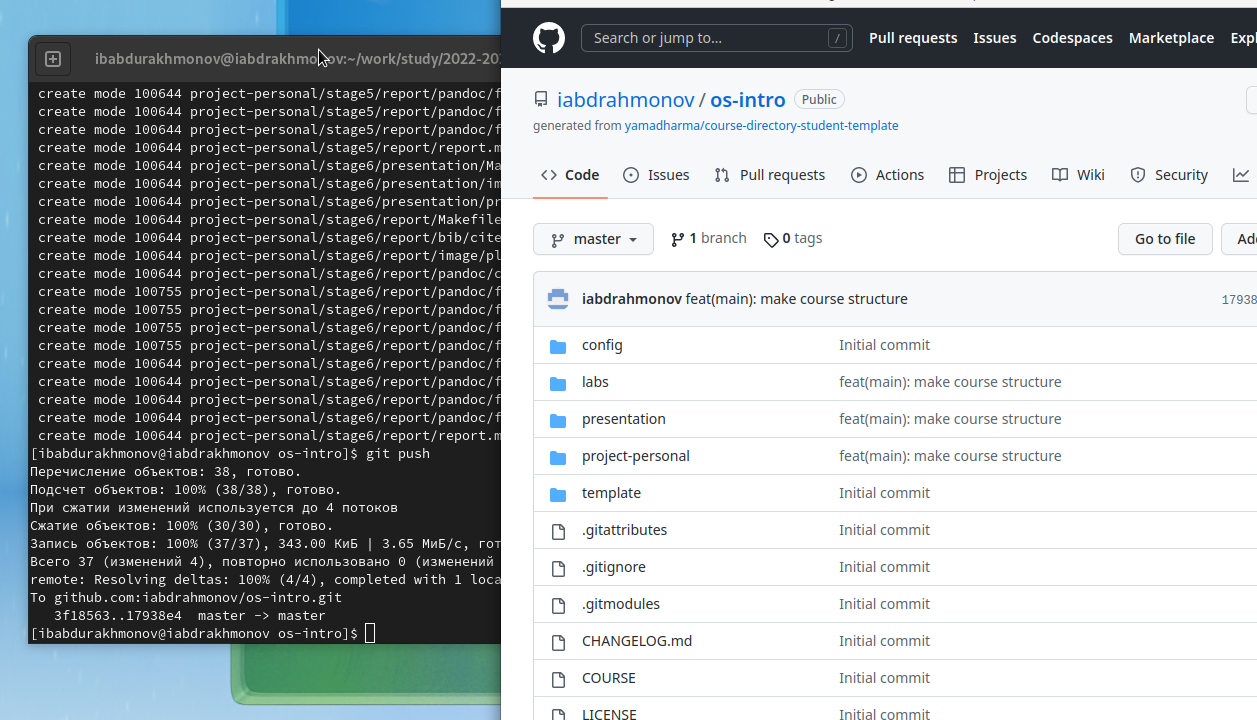 ibabdurakhmonov@iabdrakhmonov:~/work/study/2022-20
create mode 100644 project-personal/stage5/report/pandoc/f
create mode 100644 project-personal/stage5/report/pandoc/f
create mode 100644 project-personal/stage5/report/pandoc/f
create mode 100644 project-personal/stage5/report/report.m
create mode 100644 project-personal/stage6/presentation/Ma
create mode 100644 project-personal/stage6/presentation/im
create mode 100644 project-personal/stage6/presentation/pr
create mode 100644 project-personal/stage6/report/Makefile
create mode 100644 project-personal/stage6/report/bib/cite
create mode 100644 project-personal/stage6/report/image/pl
create mode 100644 project-personal/stage6/report/pandoc/c
create mode 100755 project-personal/stage6/report/pandoc/f
create mode 100755 project-personal/stage6/report/pandoc/f
create mode 100755 project-personal/stage6/report/pandoc/f
create mode 100755 project-personal/stage6/report/pandoc/f
create mode 100644 project-personal/stage6/report/pandoc/f
create mode 100644 project-personal/stage6/report/pandoc/f
create mode 100644 project-personal/stage6/report/pandoc/f
create mode 100644 project-personal/stage6/report/pandoc/f
create mode 100644 project-personal/stage6/report/report.m
[ibabdurakhmonov@iabdrakhmonov os-intro]$ git push
Перечисление объектов: 38, готово.
Подсчет объектов: 100% (38/38), готово.
При сжатии изменений используется до 4 потоков
Сжатие объектов: 100% (30/30), готово.
Запись объектов: 100% (37/37), 343.00 КиБ | 3.65 МиБ/с, гот
Всего 37 (изменений 4), повторно использовано 0 (изменений
remote: Resolving deltas: 100% (4/4), completed with 1 loca
To github.com:iabdrahmonov/os-intro.git
3f18563..17938e4 master -> master
[ibabdurakhmonov@iabdrakhmonov os-intro]$
Search or jump to... / Pull requests Issues Codespaces Marketplace Expl
iabdrahmonov / os-intro Public
generated from yamadharma/course-directory-student-template
Code Issues Pull requests Actions Projects Wiki Security
master 1 branch 0 tags Go to file Add
iabdrahmonov feat(main): make course structure 17938
config Initial commit
labs feat(main): make course structure
presentation feat(main): make course structure
project-personal feat(main): make course structure
template Initial commit
.gitattributes Initial commit
.gitignore Initial commit
.gitmodules Initial commit
CHANGELOG.md Initial commit
COURSE Initial commit
LICENSE Initial commit